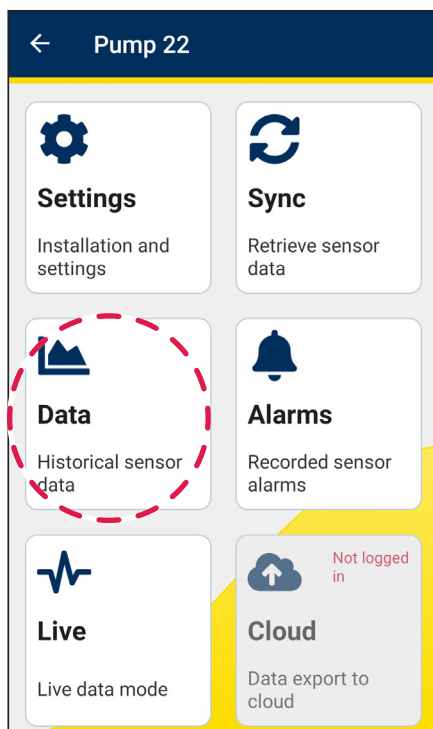 Pump 22
Settings
Installation and
settings
Sync
Retrieve sensor
data
Data
Historical sensor
data
Alarms
Recorded sensor
alarms
Live
Live data mode
Not logged
in
Cloud
Data export to
cloud